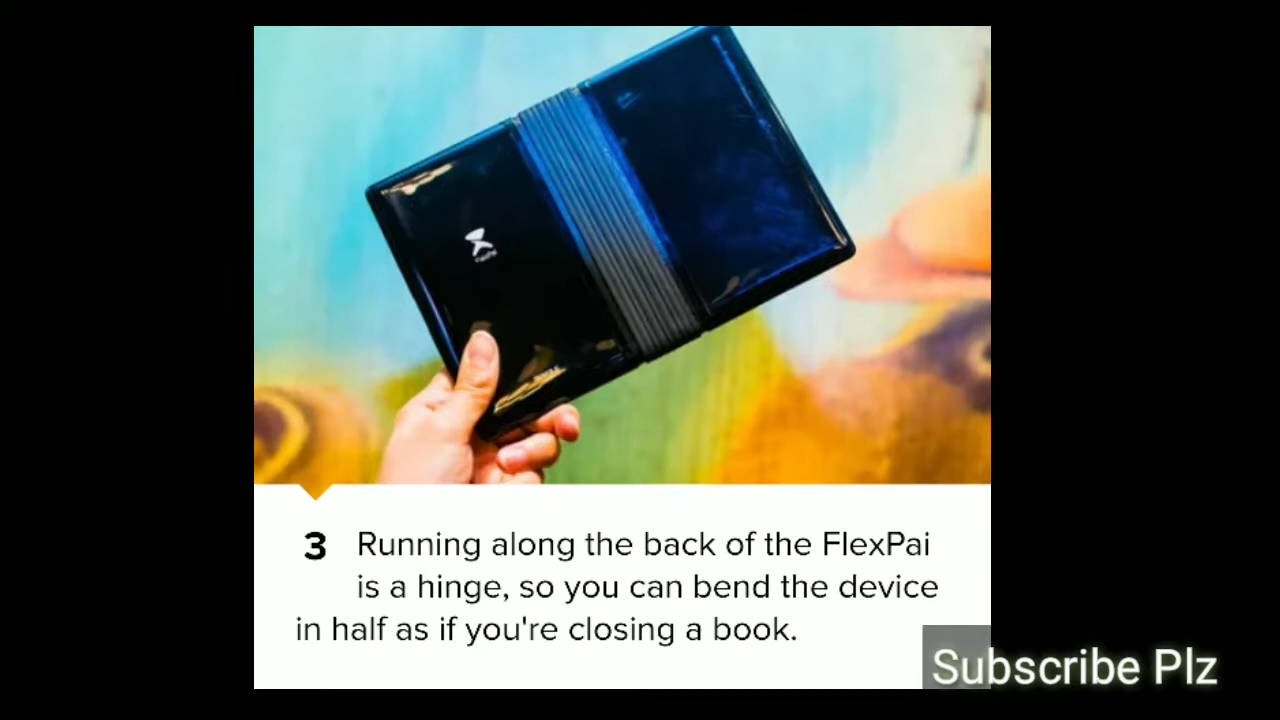 3 Running along the back of the FlexPai
is a hinge, so you can bend the device
in half as if you're closing a book.
Subscribe Plz